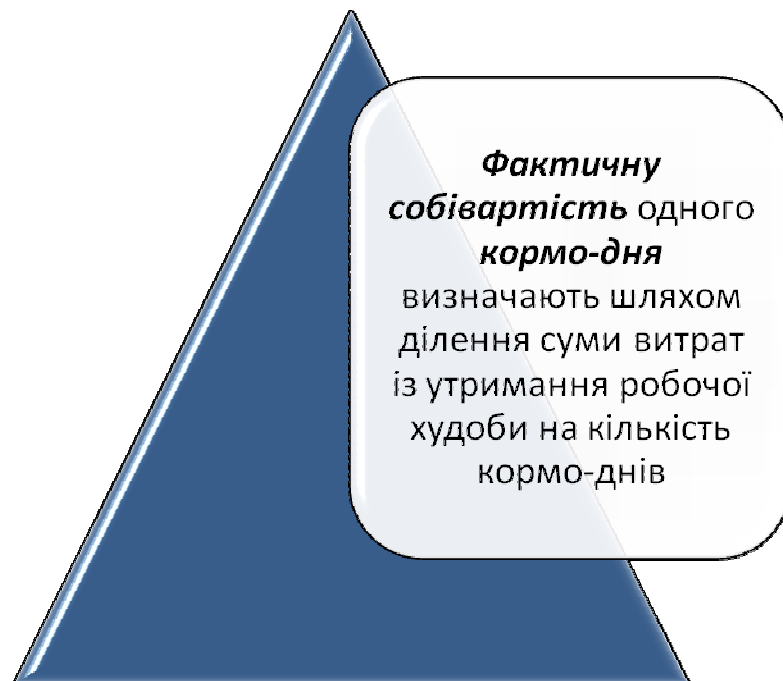 Фактичну
собівартість одного
кормо-дня
визначають шляхом
ділення суми витрат
із утримання робочої
худоби на кількість
кормо-днів